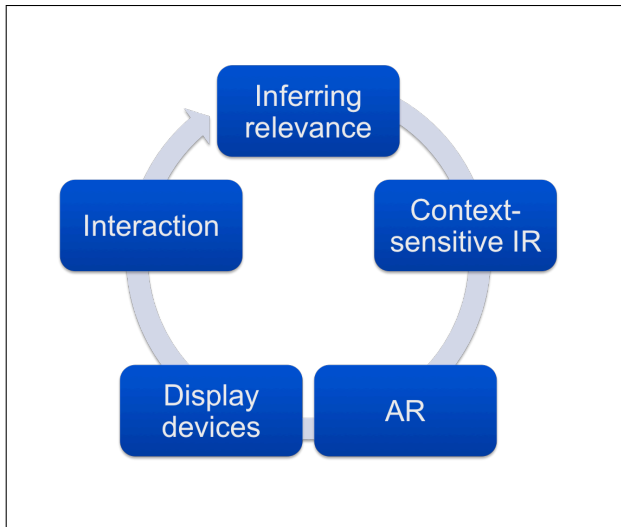 Inferring
relevance
Context-
sensitive IR
AR
Display
devices
Interaction